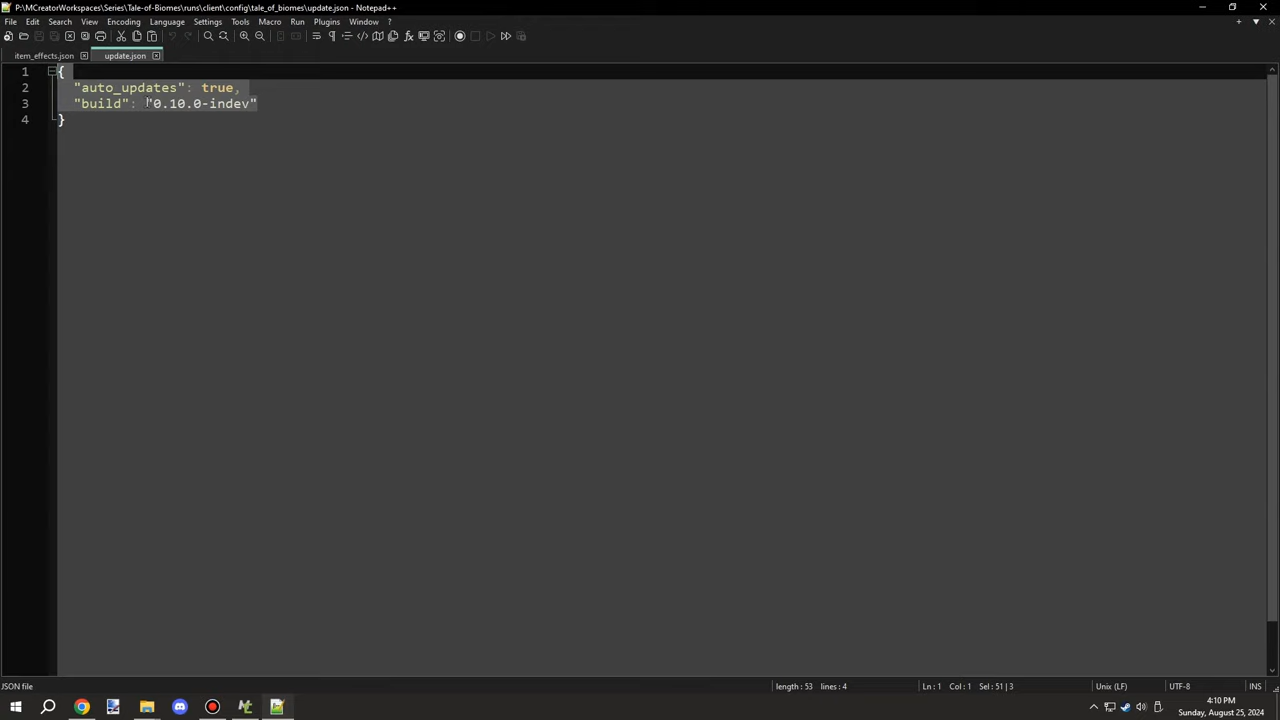 P:\MCreatorWorkspaces\Series\Tale-of-Biomes\runs\client\config\tale_of_biomes\update.json - Notepad++
File Edit Search View Encoding Language Settings Tools Macro Run Plugins Window ?
item_effects.json update.json
1 {
2 "auto_updates": true,
3 "build": "0.10.0-indev"
4 }
JSON file length : 53 lines : 4 Ln : 1 Col : 1 Sel : 51 | 3 Unix (LF) UTF-8 INS
4:10 PM
Sunday, August 25, 2024